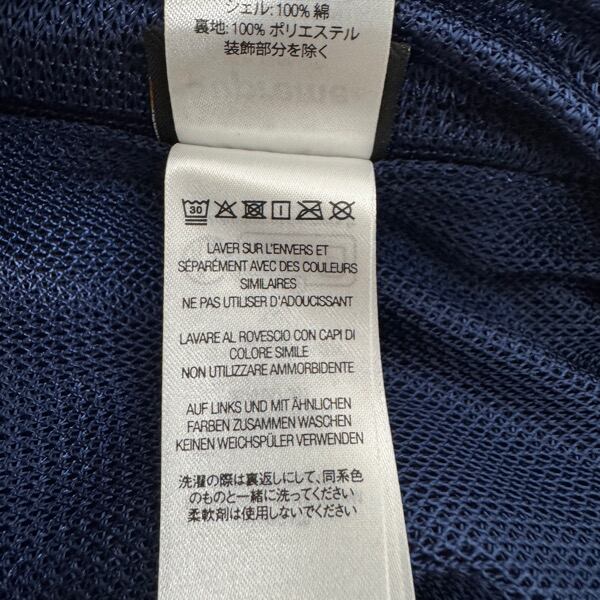 シェル: 100% 綿
裏地: 100% ポリエステル
装飾部分を除く
30
LAVER SUR L'ENVERS ET
SÉPARÉMENT AVEC DES COULEURS
SIMILAIRES
NE PAS UTILISER D'ADOUCISSANT
LAVARE AL ROVESCIO CON CAPI DI
COLORE SIMILE
NON UTILIZZARE AMMORBIDENTE
AUF LINKS UND MIT ÄHNLICHEN
FARBEN ZUSAMMEN WASCHEN
KEINEN WEICHSPÜLER VERWENDEN
洗濯の際は裏返しにして、同系色
のものと一緒に洗ってください
柔軟剤は使用しないでください